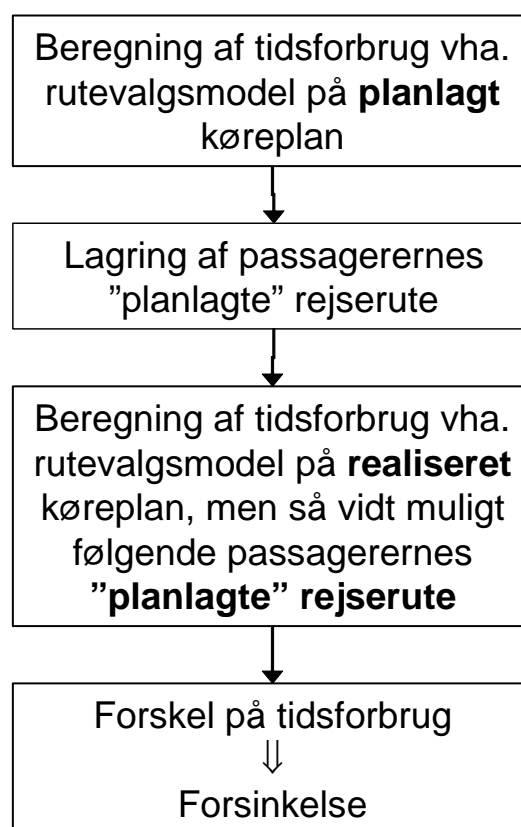 Beregning af tidsforbrug vha.
rutevalgsmodel på planlagt
køreplan
Lagring af passagerernes
”planlagte” rejserute
Beregning af tidsforbrug vha.
rutevalgsmodel på realiseret
køreplan, men så vidt muligt
følgende passagerernes
”planlagte” rejserute
Forskel på tidsforbrug
⇓
Forsinkelse